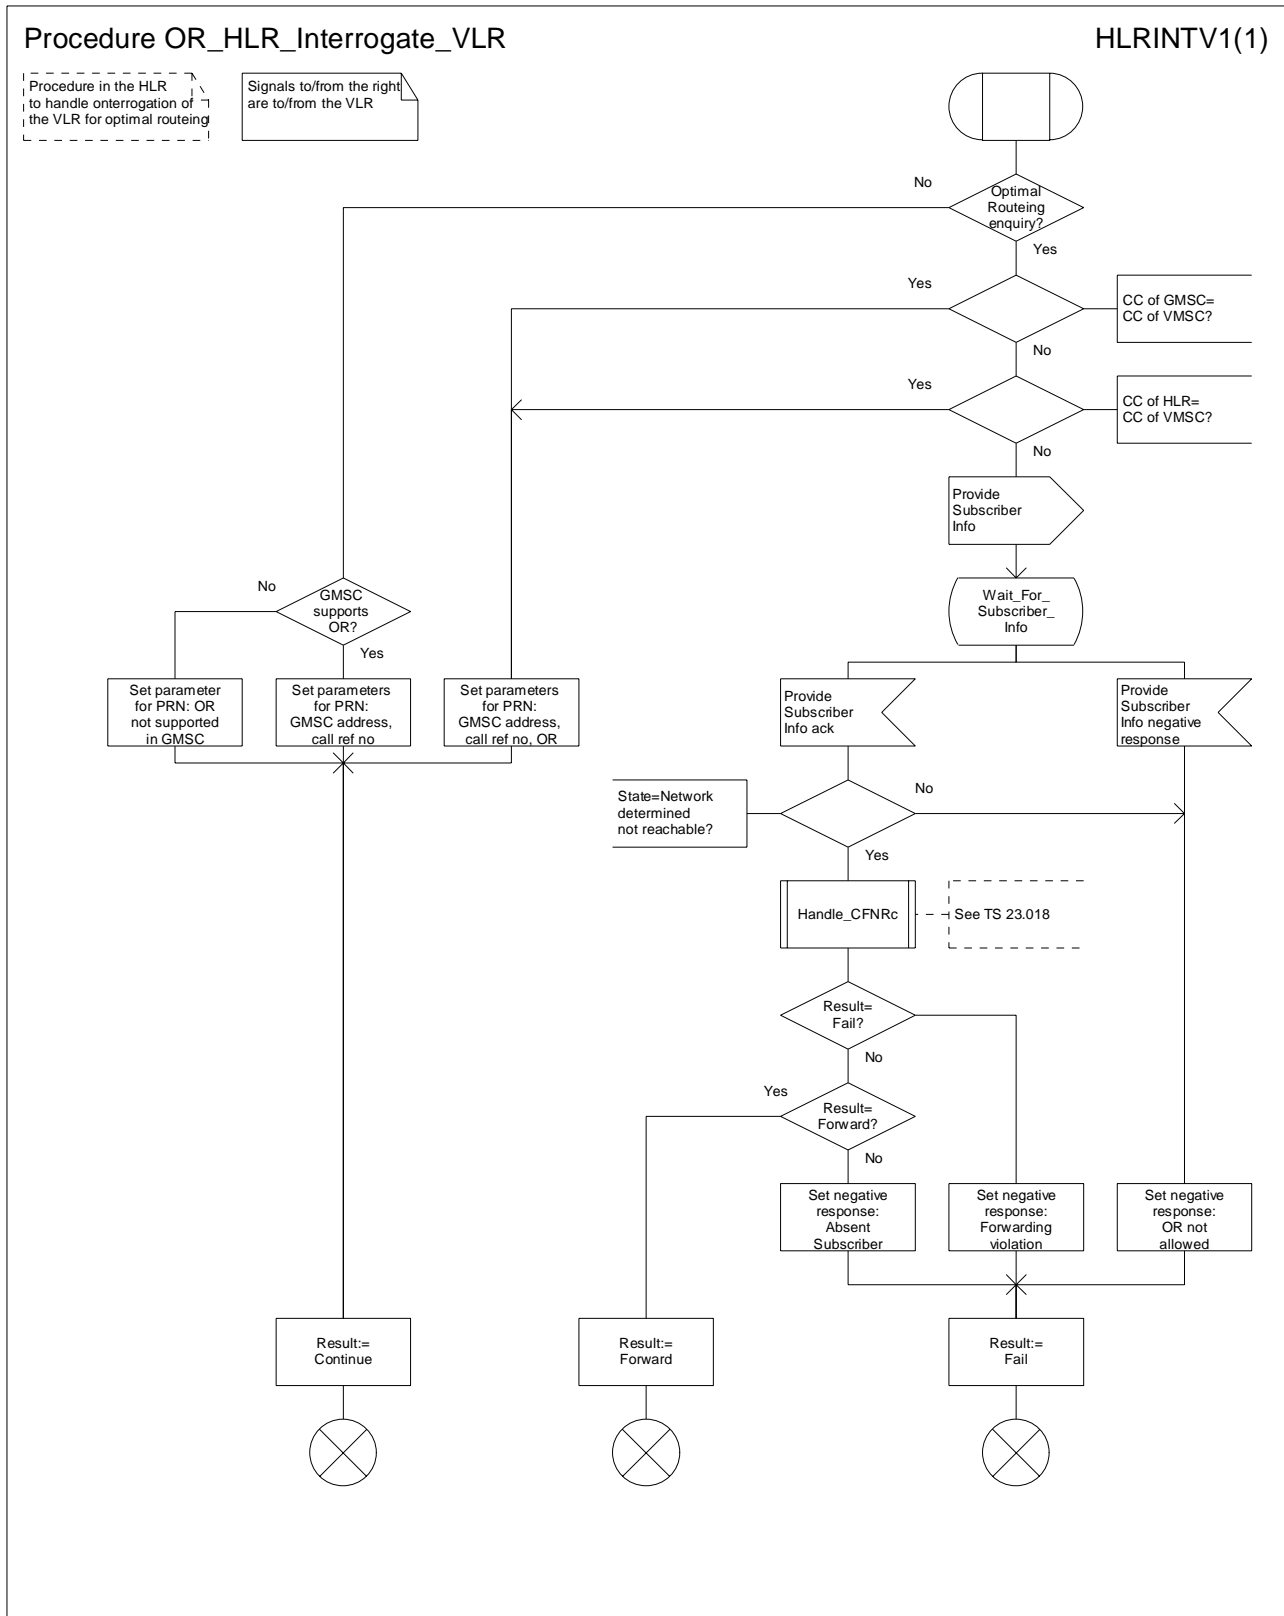 Procedure OR_HLR_Interrogate_VLR
HLRINTV1(1)
Procedure in the HLR
to handle onterrogation of
the VLR for optimal routeing
Signals to/from the right
are to/from the VLR
No
Optimal
Routeing
enquiry?
Yes
Yes
CC of GMSC=
CC of VMSC?
No
Yes
CC of HLR=
CC of VMSC?
No
Provide
Subscriber
Info
No
GMSC
supports
OR?
Yes
Wait_For_
Subscriber_
Info
Set parameter
for PRN: OR
not supported
in GMSC
Set parameters
for PRN:
GMSC address,
call ref no
Set parameters
for PRN:
GMSC address,
call ref no, OR
Provide
Subscriber
Info ack
Provide
Subscriber
Info negative
response
State=Network
determined
not reachable?
No
Yes
Handle_CFNRc
See TS 23.018
Result=
Fail?
No
Yes
Result=
Forward?
No
Set negative
response:
Absent
Subscriber
Set negative
response:
Forwarding
violation
Set negative
response:
OR not
allowed
Result:=
Continue
Result:=
Forward
Result:=
Fail